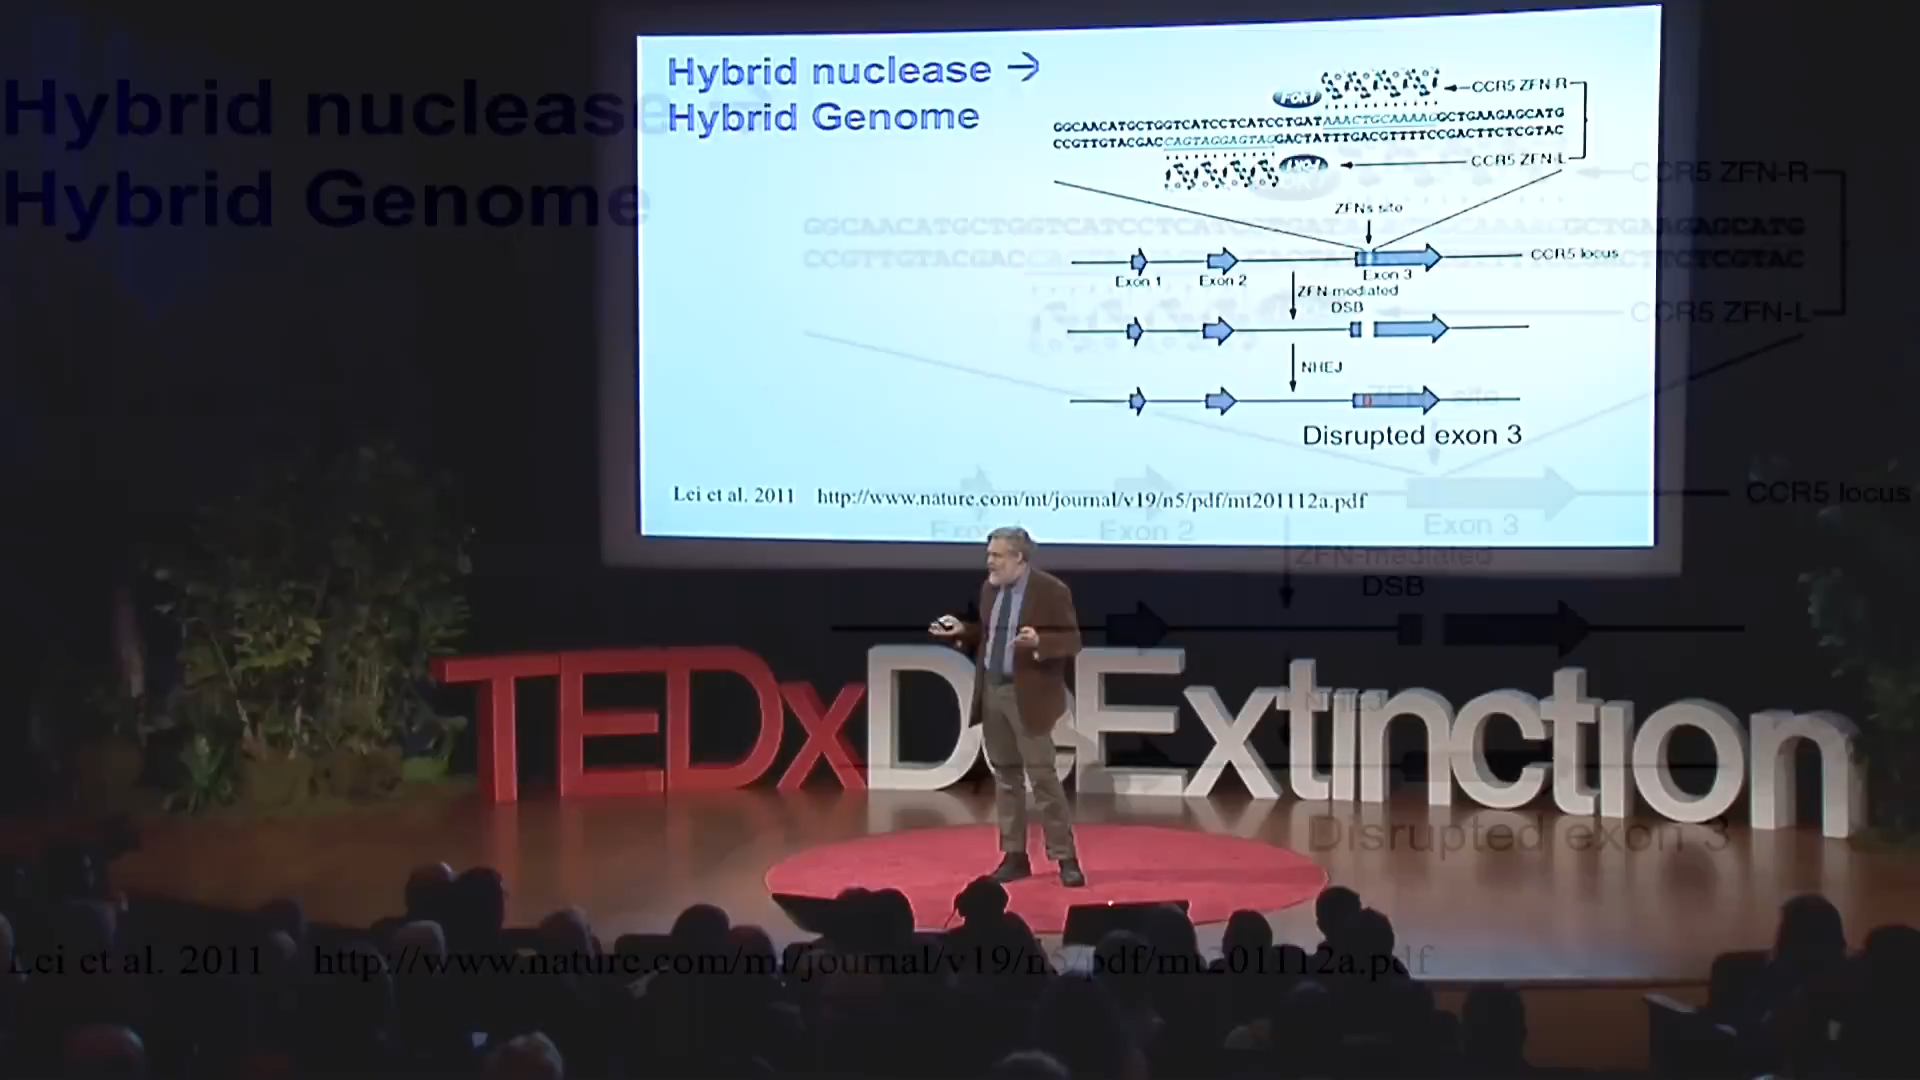 Hybrid nuclease →
Hybrid Genome
CCR5 ZFN-R
GGCAACATGCTGGTCATCCTCATCCTGATAAACTGCAAAAGGCTGAAGAGCATG
CCGTTGTACGACCAGTAGGAGTAGGACTATTTGACGTTTTCCGACTTCTCGTAC
CCR5 ZFN-L
ZFNs site
CCR5 locus
Exon 1
Exon 2
Exon 3
ZFN-mediated
DSB
NHEJ
Disrupted exon 3
Lei et al. 2011 http://www.nature.com/mt/journal/v19/n5/pdf/mt201112a.pdf
TEDxDeExtinction
Hybrid nuclease
Hybrid Genome
CCR5 ZFN-R
CCR5 ZFN-L
ZFNs site
CCR5 locus
Exon 2
Exon 3
ZFN-mediated
DSB
NHEJ
Disrupted exon 3
Lei et al. 2011 http://www.nature.com/mt/journal/v19/n5/pdf/mt201112a.pdf